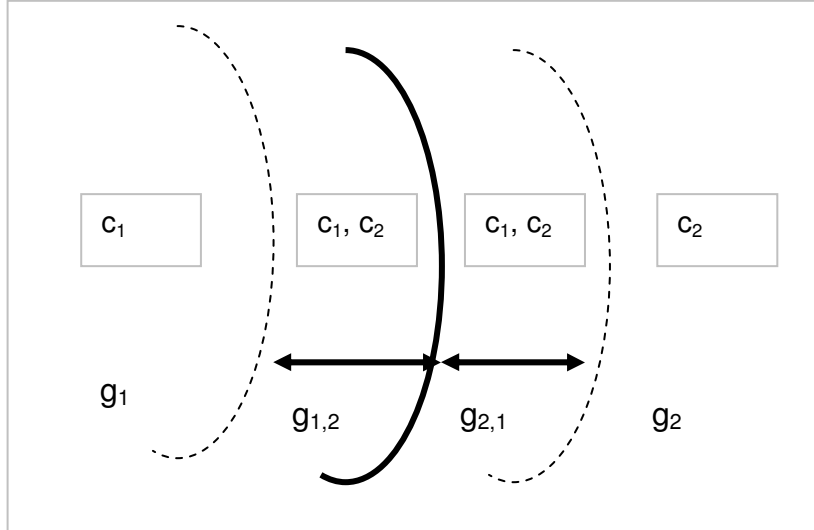 c₁
c₁, c₂
c₁, c₂
c₂
g₁
g₁,₂
g₂,₁
g₂